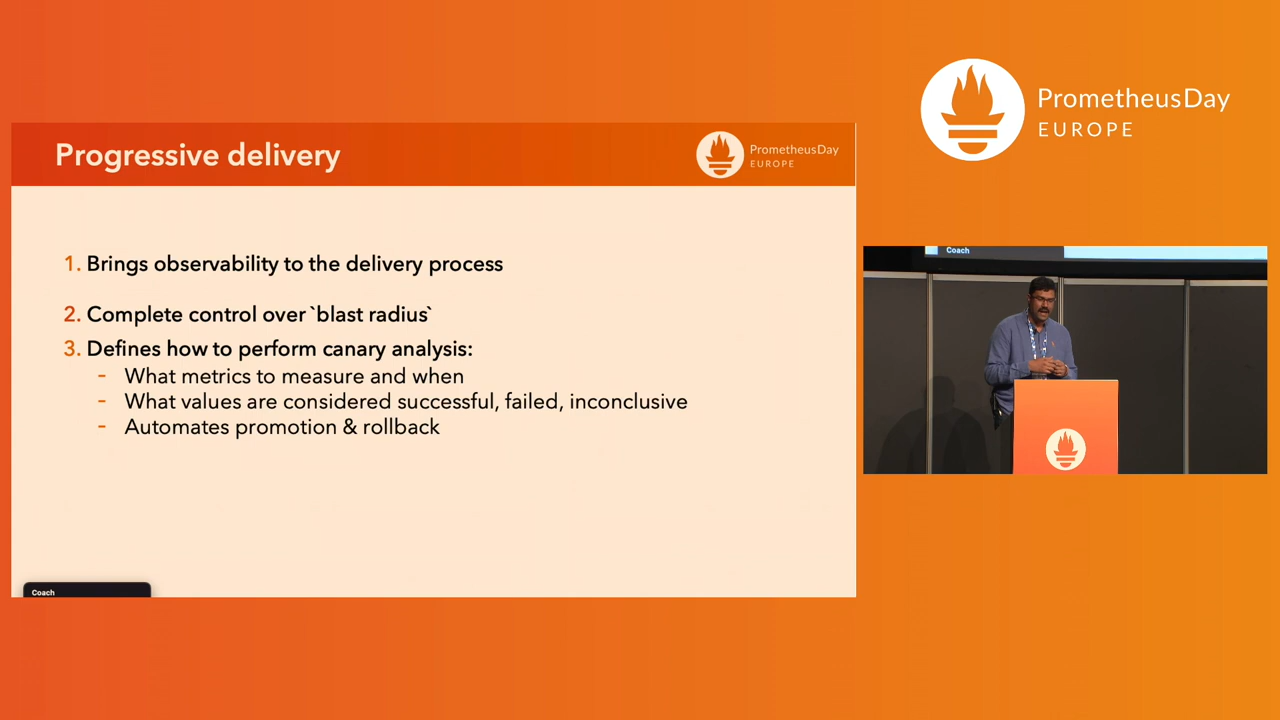 Progressive delivery
PrometheusDay
EUROPE
1. Brings observability to the delivery process
2. Complete control over `blast radius`
3. Defines how to perform canary analysis:
- What metrics to measure and when
- What values are considered successful, failed, inconclusive
- Automates promotion & rollback
Coach
PrometheusDay
EUROPE
Coach